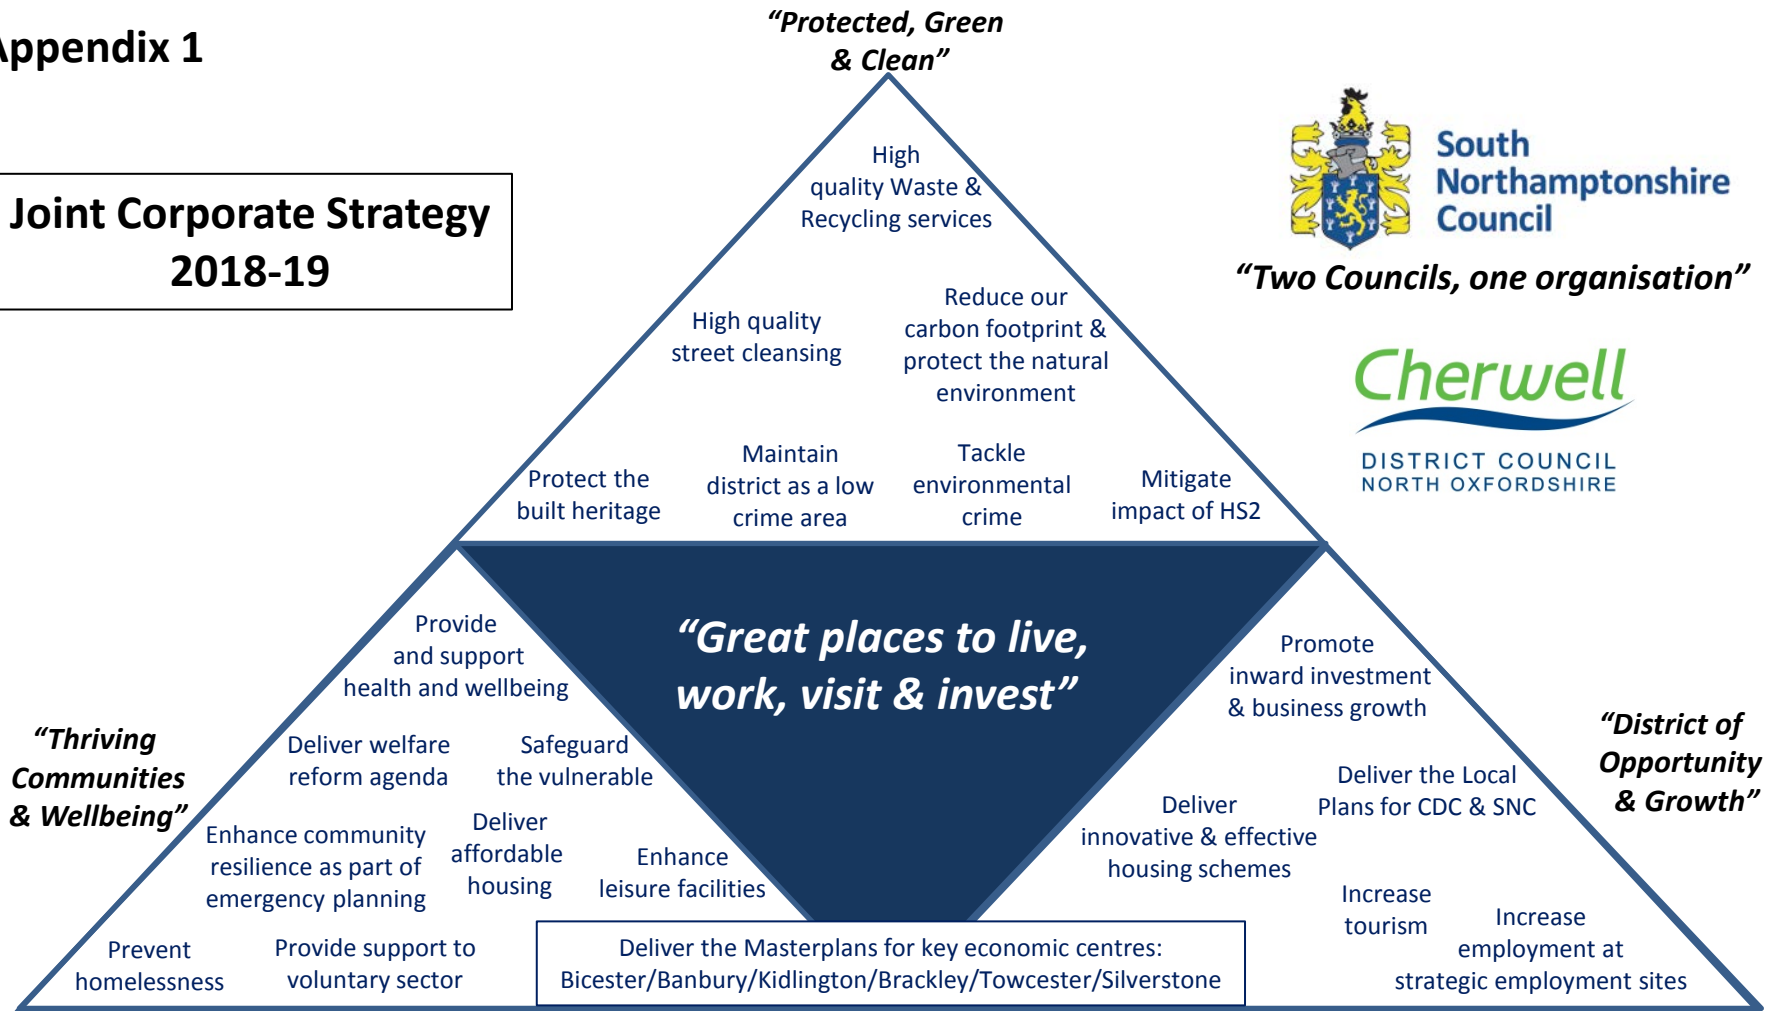 Appendix 1
Joint Corporate Strategy
2018-19
“Protected, Green
& Clean”
South
Northamptonshire
Council
“Two Councils, one organisation”
Cherwell
DISTRICT COUNCIL
NORTH OXFORDSHIRE
High
quality Waste &
Recycling services
High quality
street cleansing
Reduce our
carbon footprint &
protect the natural
environment
Protect the
built heritage
Maintain
district as a low
crime area
Tackle
environmental
crime
Mitigate
impact of HS2
“Great places to live,
work, visit & invest”
“Thriving
Communities
& Wellbeing”
Provide
and support
health and wellbeing
Deliver welfare
reform agenda
Safeguard
the vulnerable
Enhance community
resilience as part of
emergency planning
Deliver
affordable
housing
Enhance
leisure facilities
Prevent
homelessness
Provide support to
voluntary sector
Deliver the Masterplans for key economic centres:
Bicester/Banbury/Kidlington/Brackley/Towcester/Silverstone
“District of
Opportunity
& Growth”
Promote
inward investment
& business growth
Deliver the Local
Plans for CDC & SNC
Deliver
innovative & effective
housing schemes
Increase
tourism
Increase
employment at
strategic employment sites